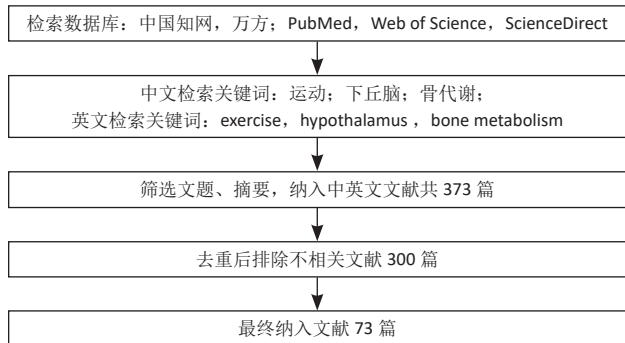 检索数据库：中国知网，万方；PubMed，Web of Science，ScienceDirect
中文检索关键词：运动；下丘脑；骨代谢；
英文检索关键词：exercise，hypothalamus ，bone metabolism
筛选文题、摘要，纳入中英文文献共 373 篇
去重后排除不相关文献 300 篇
最终纳入文献 73 篇